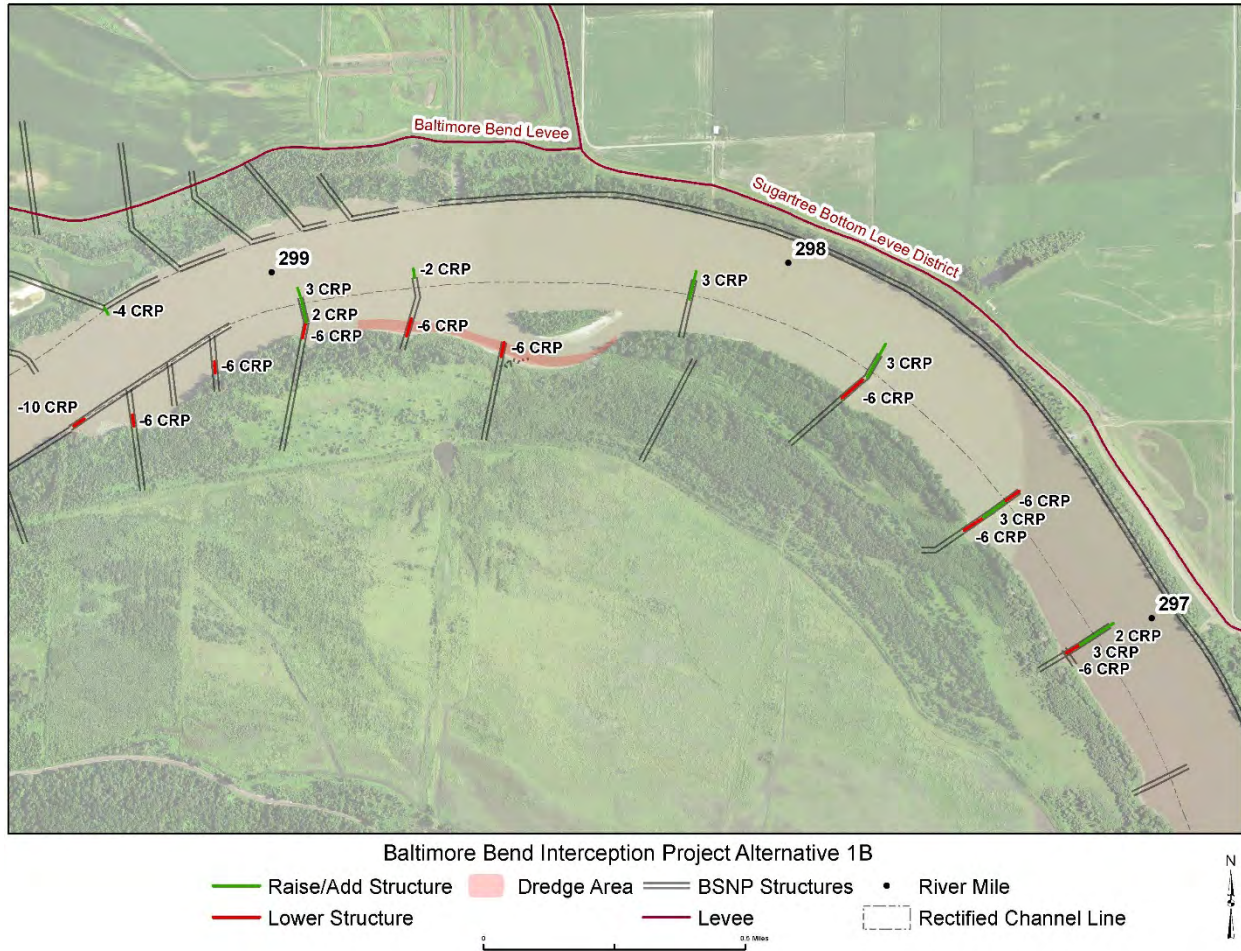 Baltimore Bend Levee
Sugartree Bottom Levee District
299
298
-2 CRP
3 CRP
3 CRP
-4 CRP
2 CRP
-6 CRP
-6 CRP
-6 CRP
3 CRP
-6 CRP
-6 CRP
-10 CRP
-6 CRP
-6 CRP
3 CRP
-6 CRP
297
2 CRP
3 CRP
-6 CRP
Baltimore Bend Interception Project Alternative 1B
Raise/Add Structure
Dredge Area
BSNP Structures
River Mile
Lower Structure
Levee
Rectified Channel Line
N
0
0.5 Miles